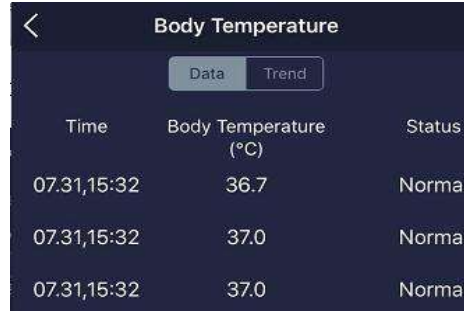 Body Temperature
Data Trend
Time Body Temperature Status
(°C)
07.31,15:32 36.7 Norma
07.31,15:32 37.0 Norma
07.31,15:32 37.0 Norma